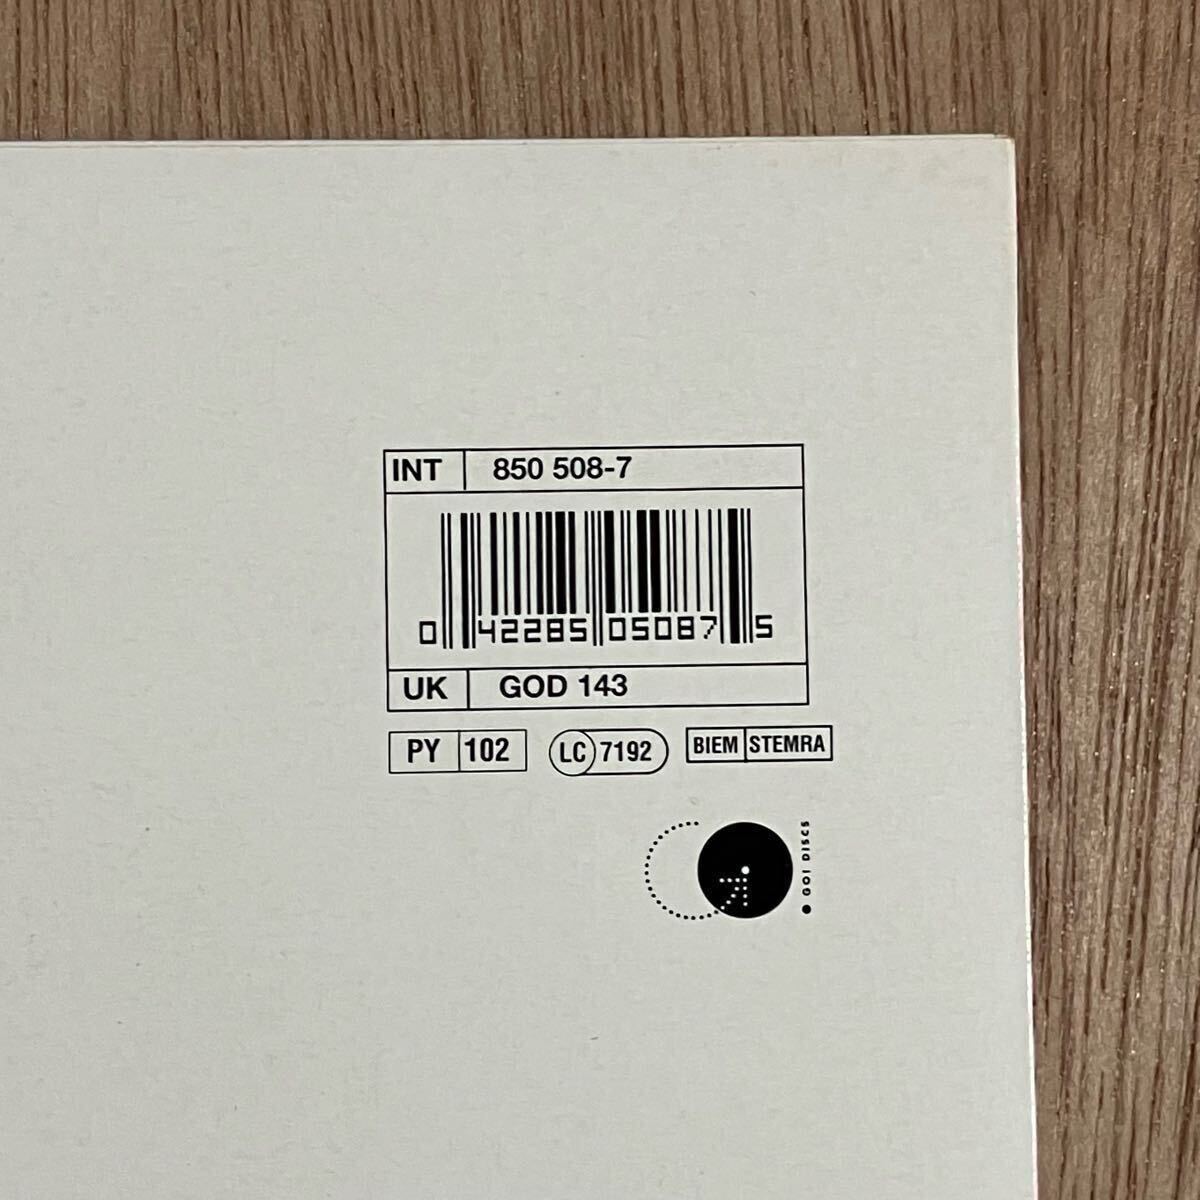 INT 850 508-7
0 42285 05087 5
UK GOD 143
PY 102 LC 7192 BIEM STEMRA
GO! DISCS